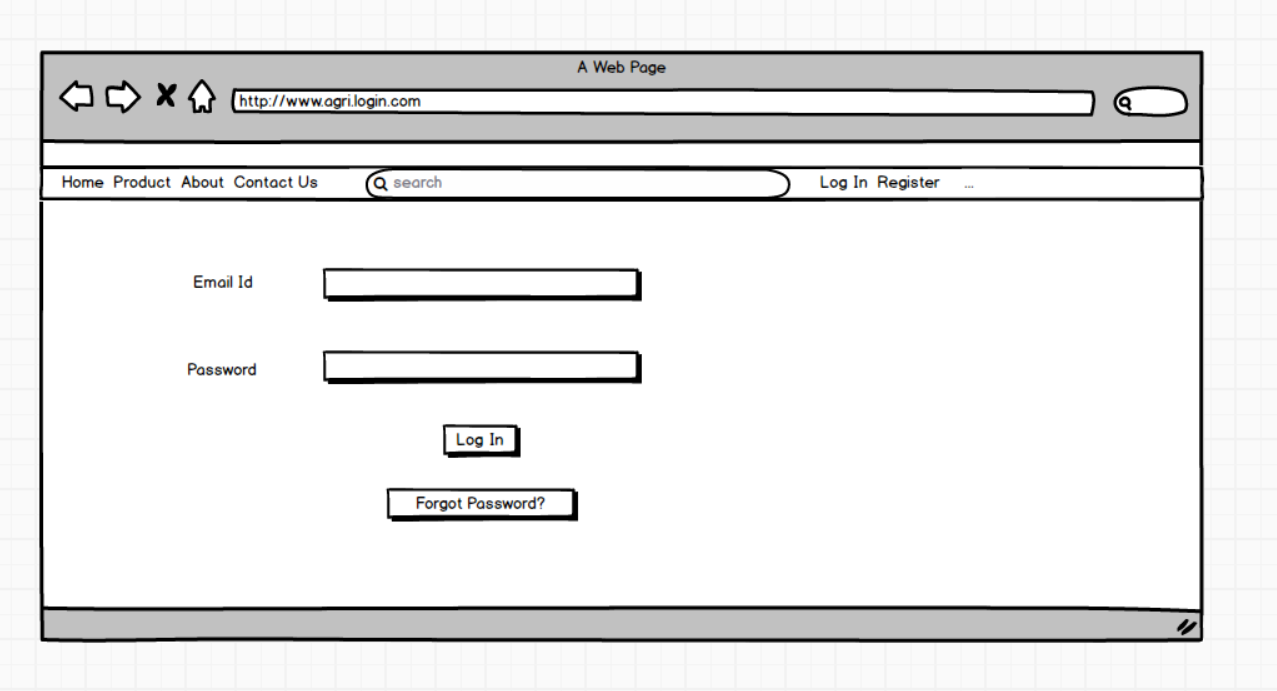 A Web Page
http://www.agri.login.com
Home Product About Contact Us search Log In Register ...
Email Id
Password
Log In
Forgot Password?